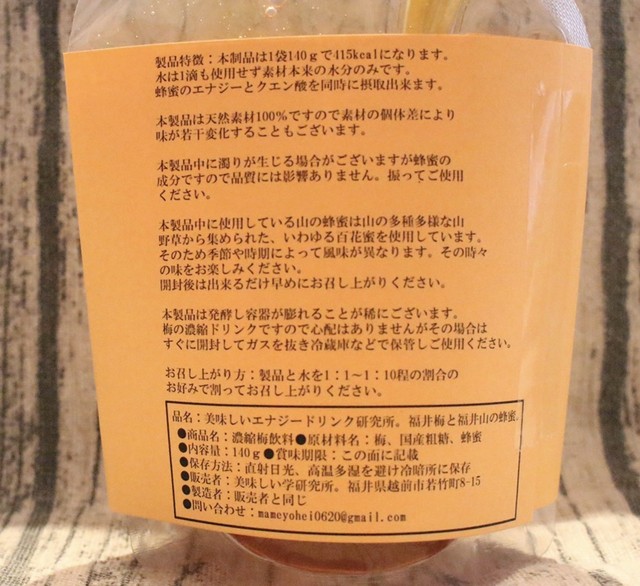 製品特徴：本制品は1袋140gで415kcalになります。
水は1滴も使用せず素材本来の水分のみです。
蜂蜜のエナジーとクエン酸を同時に摂取出来ます。
本製品は天然素材100%ですので素材の個体差により
味が若干変化することもございます。
本製品中に濁りが生じる場合がございますが蜂蜜の
成分ですので品質には影響ありません。振ってご使用
ください。
本製品中に使用している山の蜂蜜は山の多種多様な山
野草から集められた、いわゆる百花蜜を使用しています。
そのため季節や時期によって風味が異なります。その時々
の味をお楽しみください。
開封後は出来るだけ早めにお召し上がりください。
本製品は発酵し容器が膨れることが稀にございます。
梅の濃縮ドリンクですので心配はありませんがその場合は
すぐに開封してガスを抜き冷蔵庫などで保管しご使用ください。
お召し上がり方：製品と水を1：1～1：10程の割合の
お好みで割ってお召し上がりください。
品名：美味しいエナジードリンク研究所。福井梅と福井山の蜂蜜。
●商品名：濃縮梅飲料●原材料名：梅、国産粗糖、蜂蜜
●内容量：140g●賞味期限：この面に記載
●保存方法：直射日光、高温多湿を避け冷暗所に保存
●販売者：美味しい学研究所。福井県越前市若竹町8-15
●製造者：販売者と同じ
●問い合わせ：mameyohei0620@gmail.com